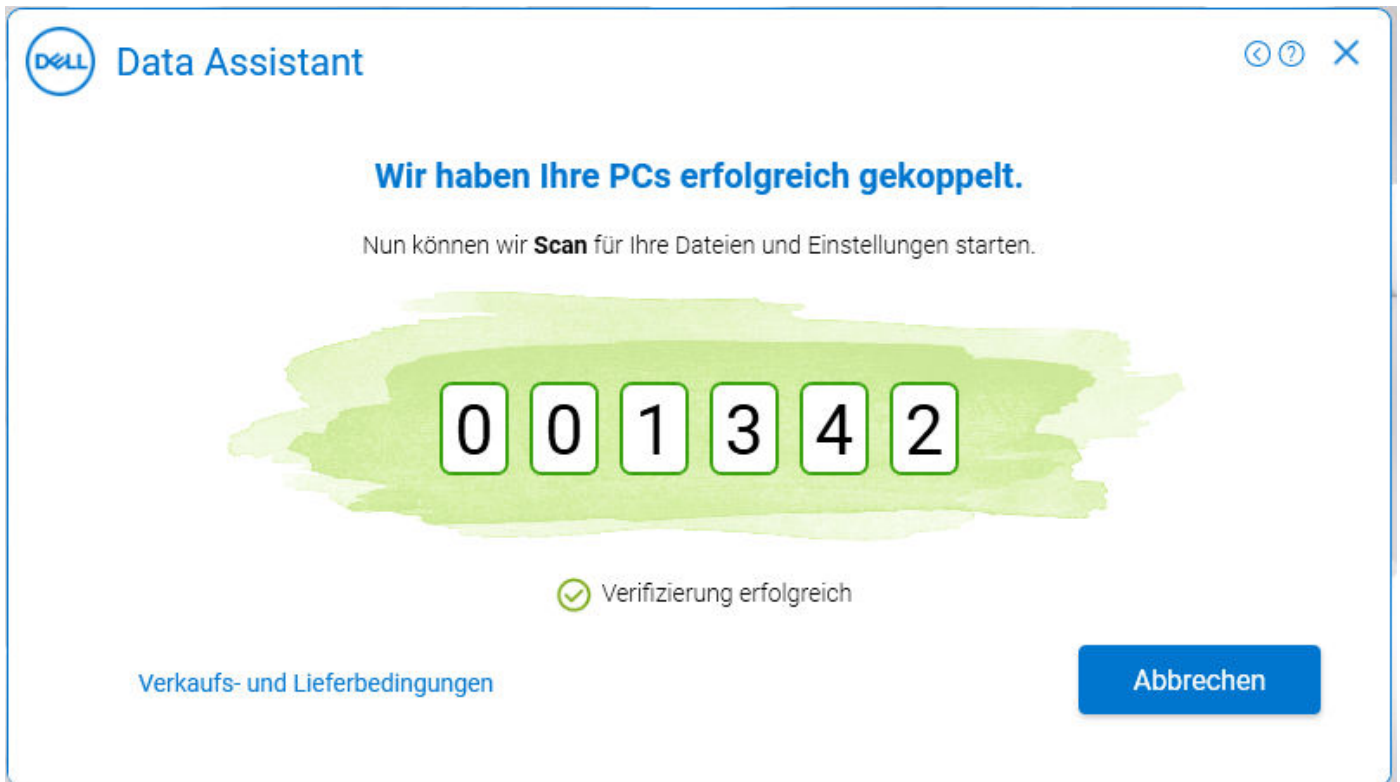 DELL Data Assistant
Wir haben Ihre PCs erfolgreich gekoppelt.
Nun können wir Scan für Ihre Dateien und Einstellungen starten.
0 0 1 3 4 2
Verifizierung erfolgreich
Verkaufs- und Lieferbedingungen
Abbrechen